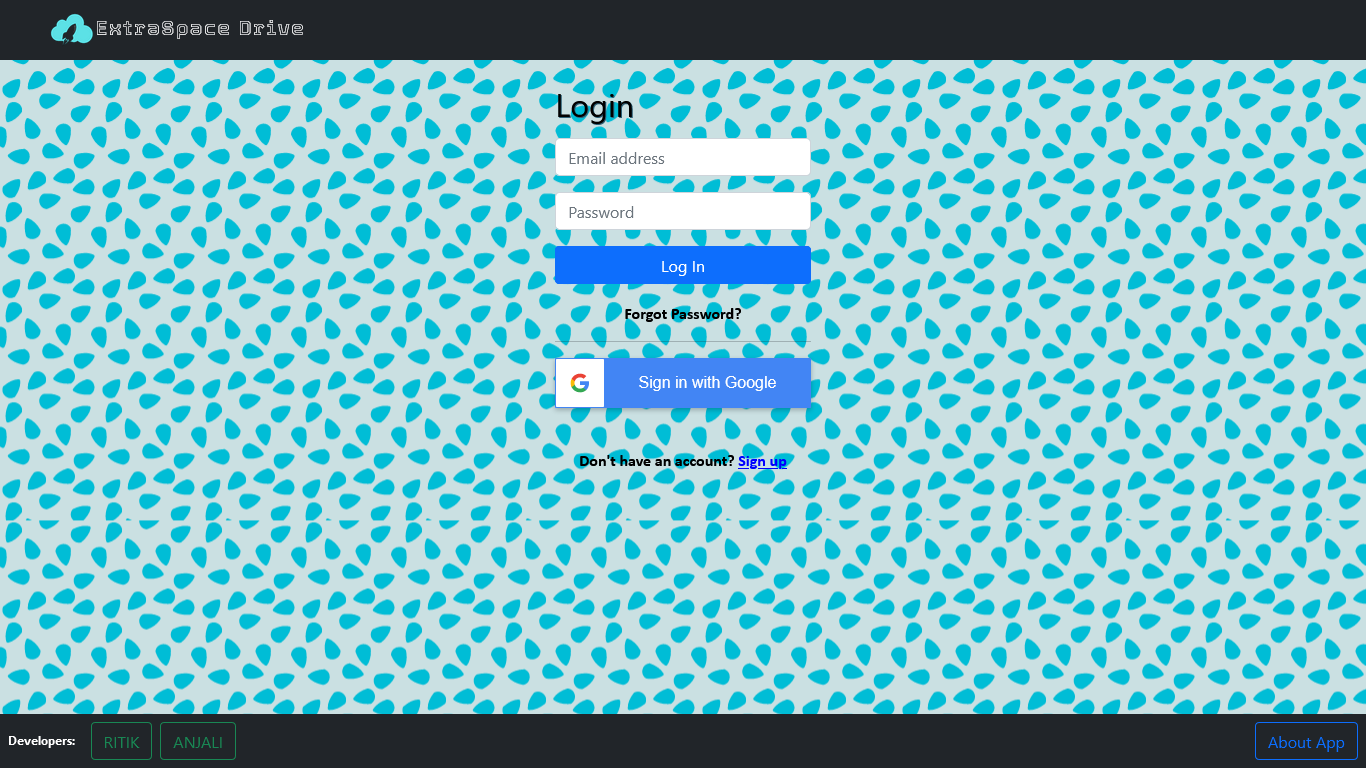 ExtraSpace Drive
Login
Email address
Password
Log In
Forgot Password?
Sign in with Google
Don't have an account? Sign up
Developers: RITIK ANJALI About App